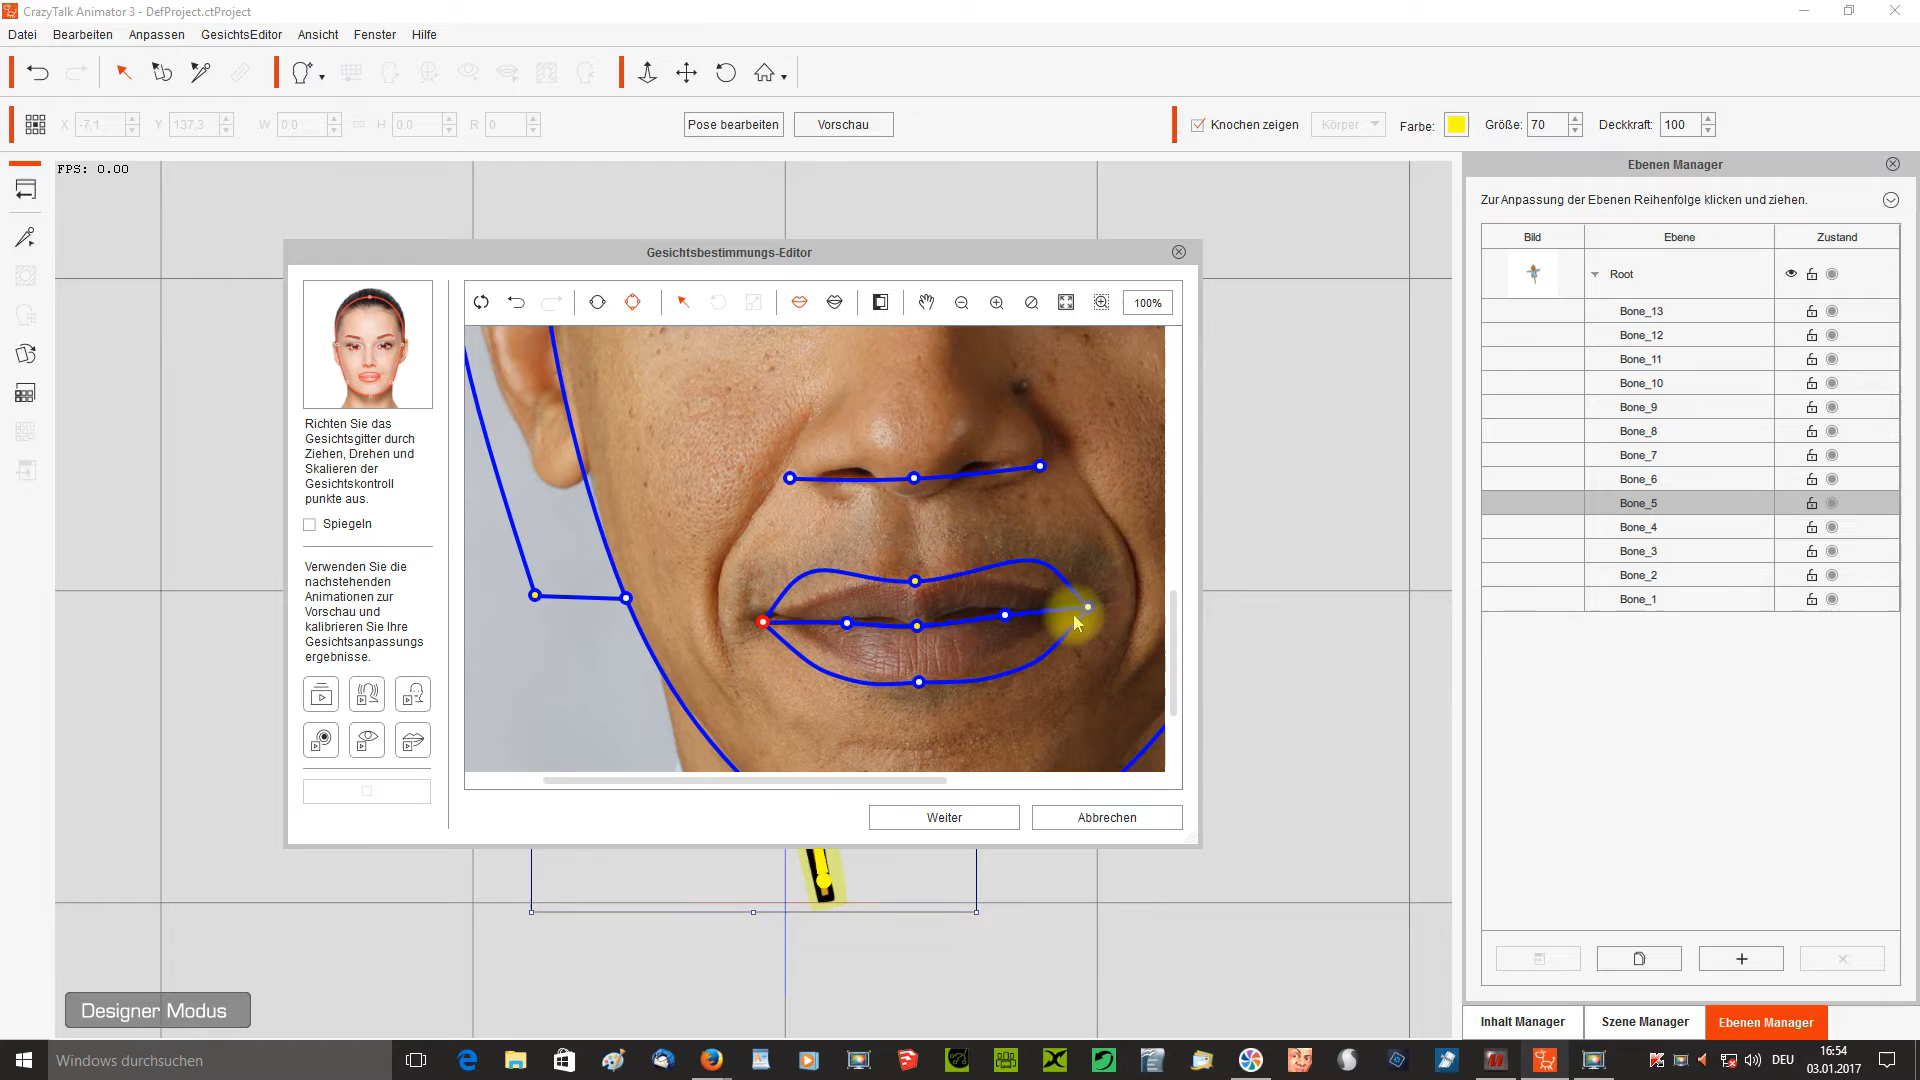 CrazyTalk Animator 3 - DefProject.ctProject
Datei Bearbeiten Anpassen GesichtsEditor Ansicht Fenster Hilfe
X -7,1 Y 137,3 W 0,0 H 0,0 R 0
Pose bearbeiten Vorschau
Knochen zeigen Körper Farbe: Größe: 70 Deckkraft: 100
FPS: 0.00
Gesichtsbestimmungs-Editor
100%
Richten Sie das
Gesichtsgitter durch
Ziehen, Drehen und
Skalieren der
Gesichtskontroll
punkte aus.
Spiegeln
Verwenden Sie die
nachstehenden
Animationen zur
Vorschau und
kalibrieren Sie Ihre
Gesichtsanpassungs
ergebnisse.
Weiter Abbrechen
Ebenen Manager
Zur Anpassung der Ebenen Reihenfolge klicken und ziehen.
Bild Ebene Zustand
Root
Bone_13
Bone_12
Bone_11
Bone_10
Bone_9
Bone_8
Bone_7
Bone_6
Bone_5
Bone_4
Bone_3
Bone_2
Bone_1
Designer Modus
Inhalt Manager Szene Manager Ebenen Manager
Windows durchsuchen
DEU
16:54
03.01.2017